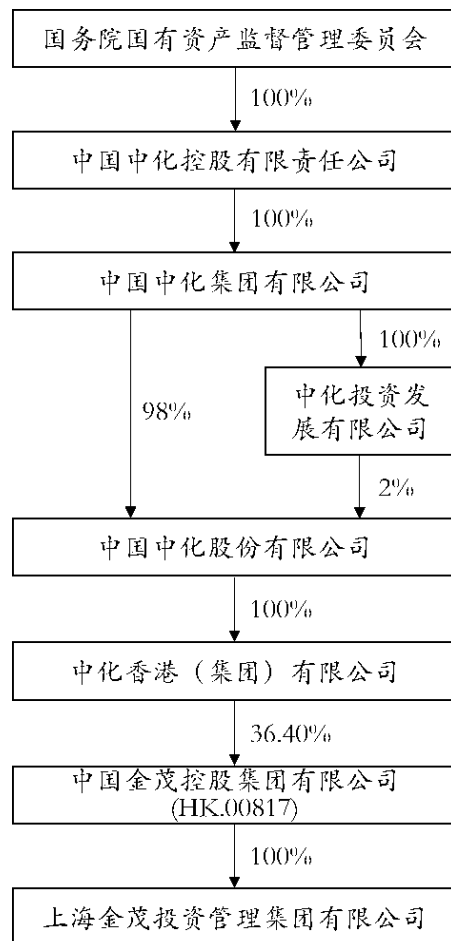 国务院国有资产监督管理委员会
100%
中国中化控股有限责任公司
100%
中国中化集团有限公司
100%
中化投资发
展有限公司
98%
2%
中国中化股份有限公司
100%
中化香港（集团）有限公司
36.40%
中国金茂控股集团有限公司
(HK.00817)
100%
上海金茂投资管理集团有限公司